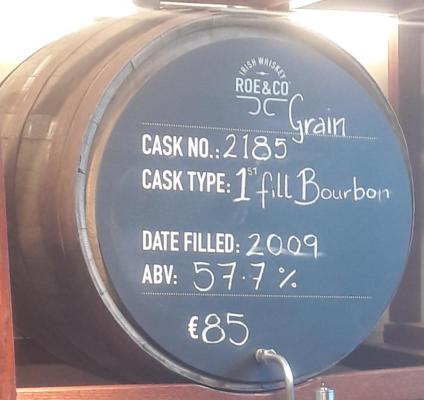 IRISH WHISKEY
ROE&CO
Grain
CASK NO.: 2185
CASK TYPE: 1ST fill Bourbon
DATE FILLED: 2009
ABV: 57.7%
€85